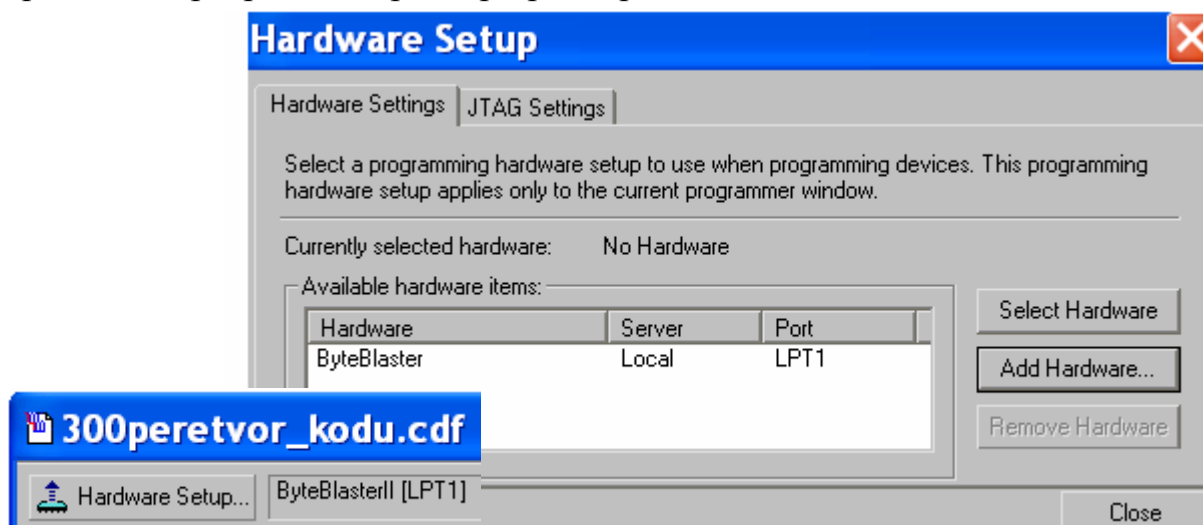 Hardware Setup
Hardware Settings JTAG Settings
Select a programming hardware setup to use when programming devices. This programming
hardware setup applies only to the current programmer window.
Currently selected hardware: No Hardware
Available hardware items:
Hardware Server Port
ByteBlaster Local LPT1
Select Hardware
Add Hardware...
Remove Hardware
300peretvor_kodu.cdf
Hardware Setup... ByteBlasterII [LPT1]
Close